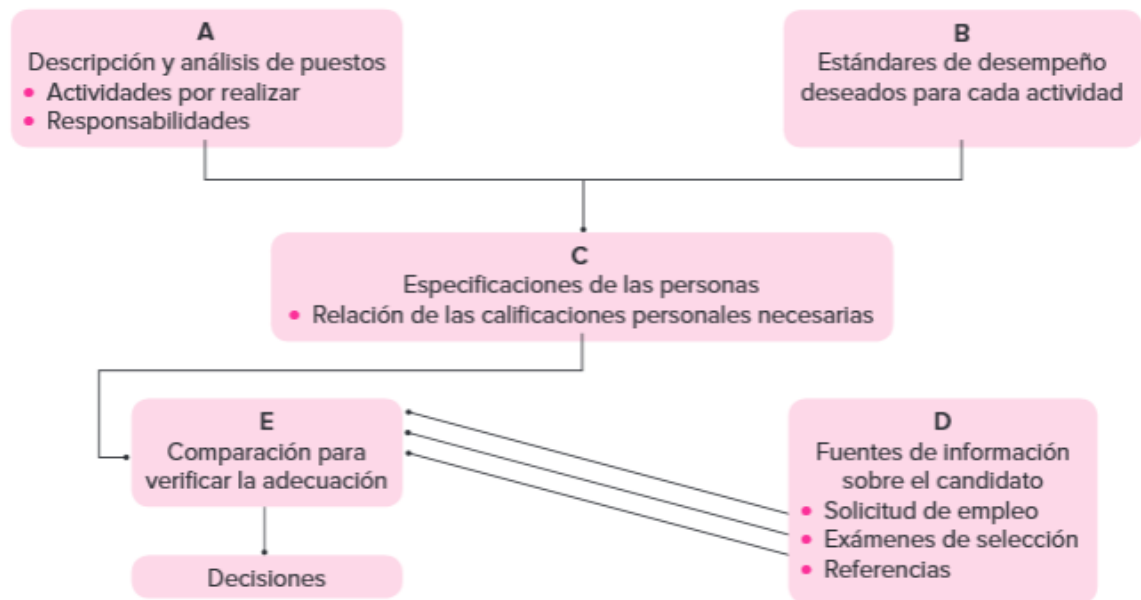 A
Descripción y análisis de puestos
• Actividades por realizar
• Responsabilidades
B
Estándares de desempeño
deseados para cada actividad
C
Especificaciones de las personas
• Relación de las calificaciones personales necesarias
E
Comparación para
verificar la adecuación
D
Fuentes de información
sobre el candidato
• Solicitud de empleo
• Exámenes de selección
• Referencias
Decisiones